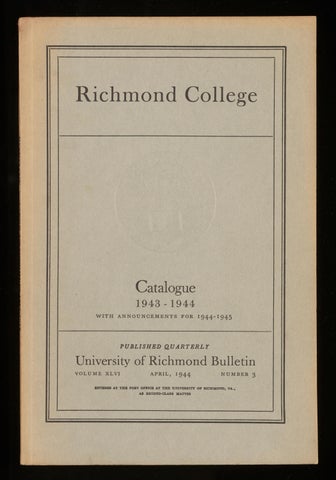 Richmond College
Catalogue
1943-1944
WITH ANNOUNCEMENTS FOR 1944-1945
PUBLISHED QUARTERLY
University of Richmond Bulletin
VOLUME XLVI APRIL, 1944 NUMBER 3
ENTERED AT THE POST OFFICE AT THE UNIVERSITY OF RICHMOND, VA.,
AS SECOND-CLASS MATTER